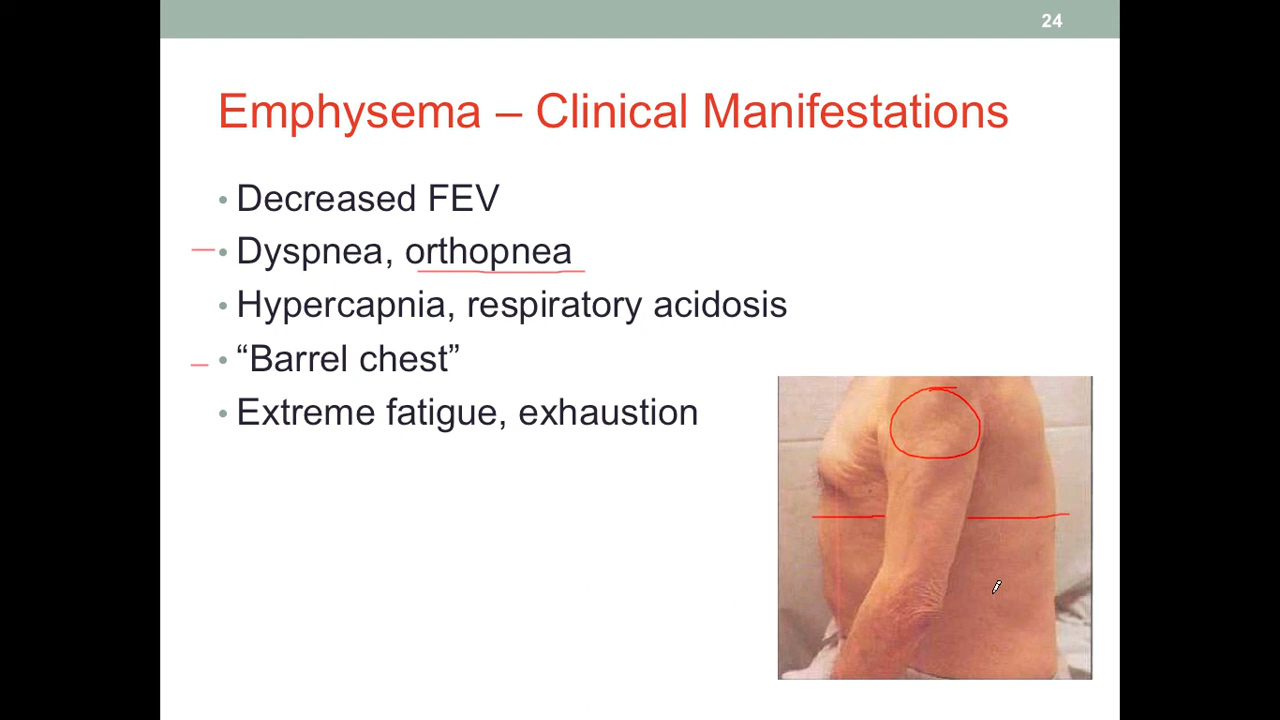 24
Emphysema – Clinical Manifestations
• Decreased FEV
• Dyspnea, orthopnea
• Hypercapnia, respiratory acidosis
• “Barrel chest”
• Extreme fatigue, exhaustion